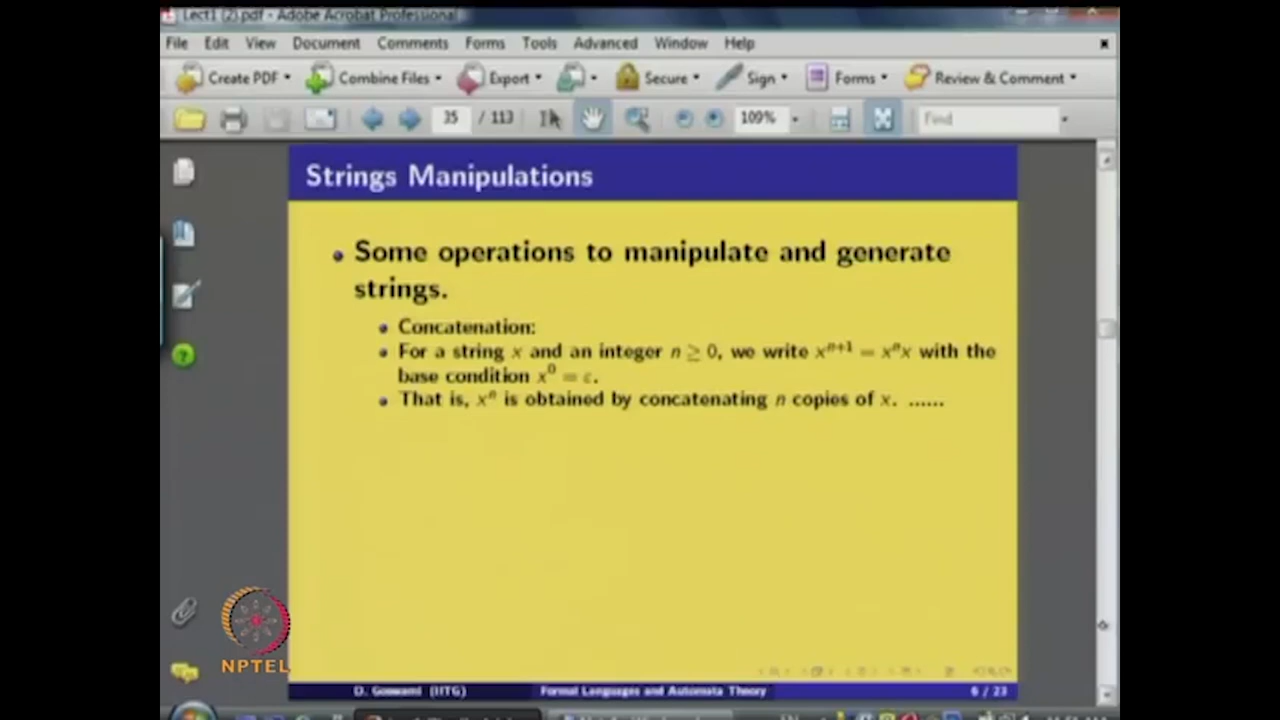 Lect1 (2).pdf - Adobe Acrobat Professional
File Edit View Document Comments Forms Tools Advanced Window Help
Create PDF Combine Files Export Secure Sign Forms Review & Comment
35 / 113 109% Find
Strings Manipulations
Some operations to manipulate and generate
strings.
Concatenation:
For a string x and an integer n ≥ 0, we write xⁿ⁺¹ = xⁿx with the
base condition x⁰ = ε.
That is, xⁿ is obtained by concatenating n copies of x. ......
NPTEL
D. Goswami (IITG) Formal Languages and Automata Theory 6 / 23